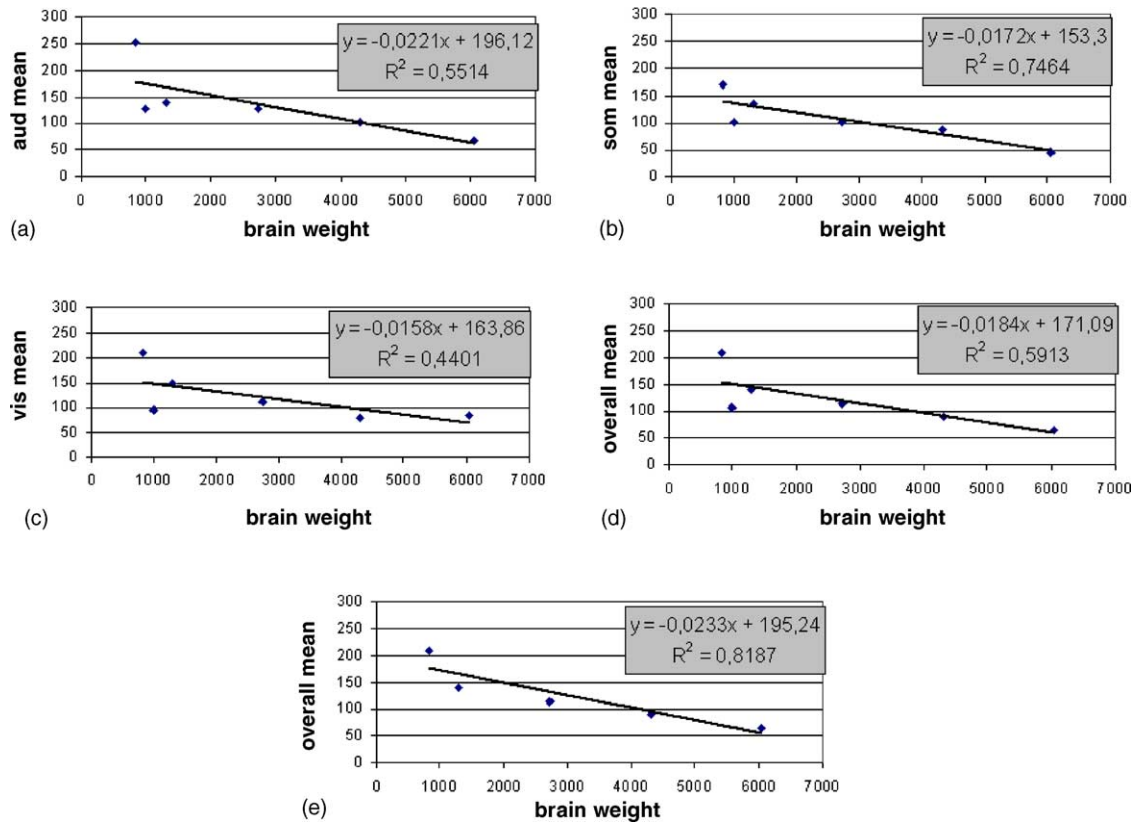 300
250
200
150
100
50
0
aud mean
y = -0,0221x + 196,12
R² = 0,5514
0 1000 2000 3000 4000 5000 6000 7000
(a)
brain weight
300
250
200
150
100
50
0
som mean
y = -0,0172x + 153,3
R² = 0,7464
0 1000 2000 3000 4000 5000 6000 7000
(b)
brain weight
300
250
200
150
100
50
0
vis mean
y = -0,0158x + 163,86
R² = 0,4401
0 1000 2000 3000 4000 5000 6000 7000
(c)
brain weight
300
250
200
150
100
50
0
overall mean
y = -0,0184x + 171,09
R² = 0,5913
0 1000 2000 3000 4000 5000 6000 7000
(d)
brain weight
300
250
200
150
100
50
0
overall mean
y = -0,0233x + 195,24
R² = 0,8187
0 1000 2000 3000 4000 5000 6000 7000
(e)
brain weight